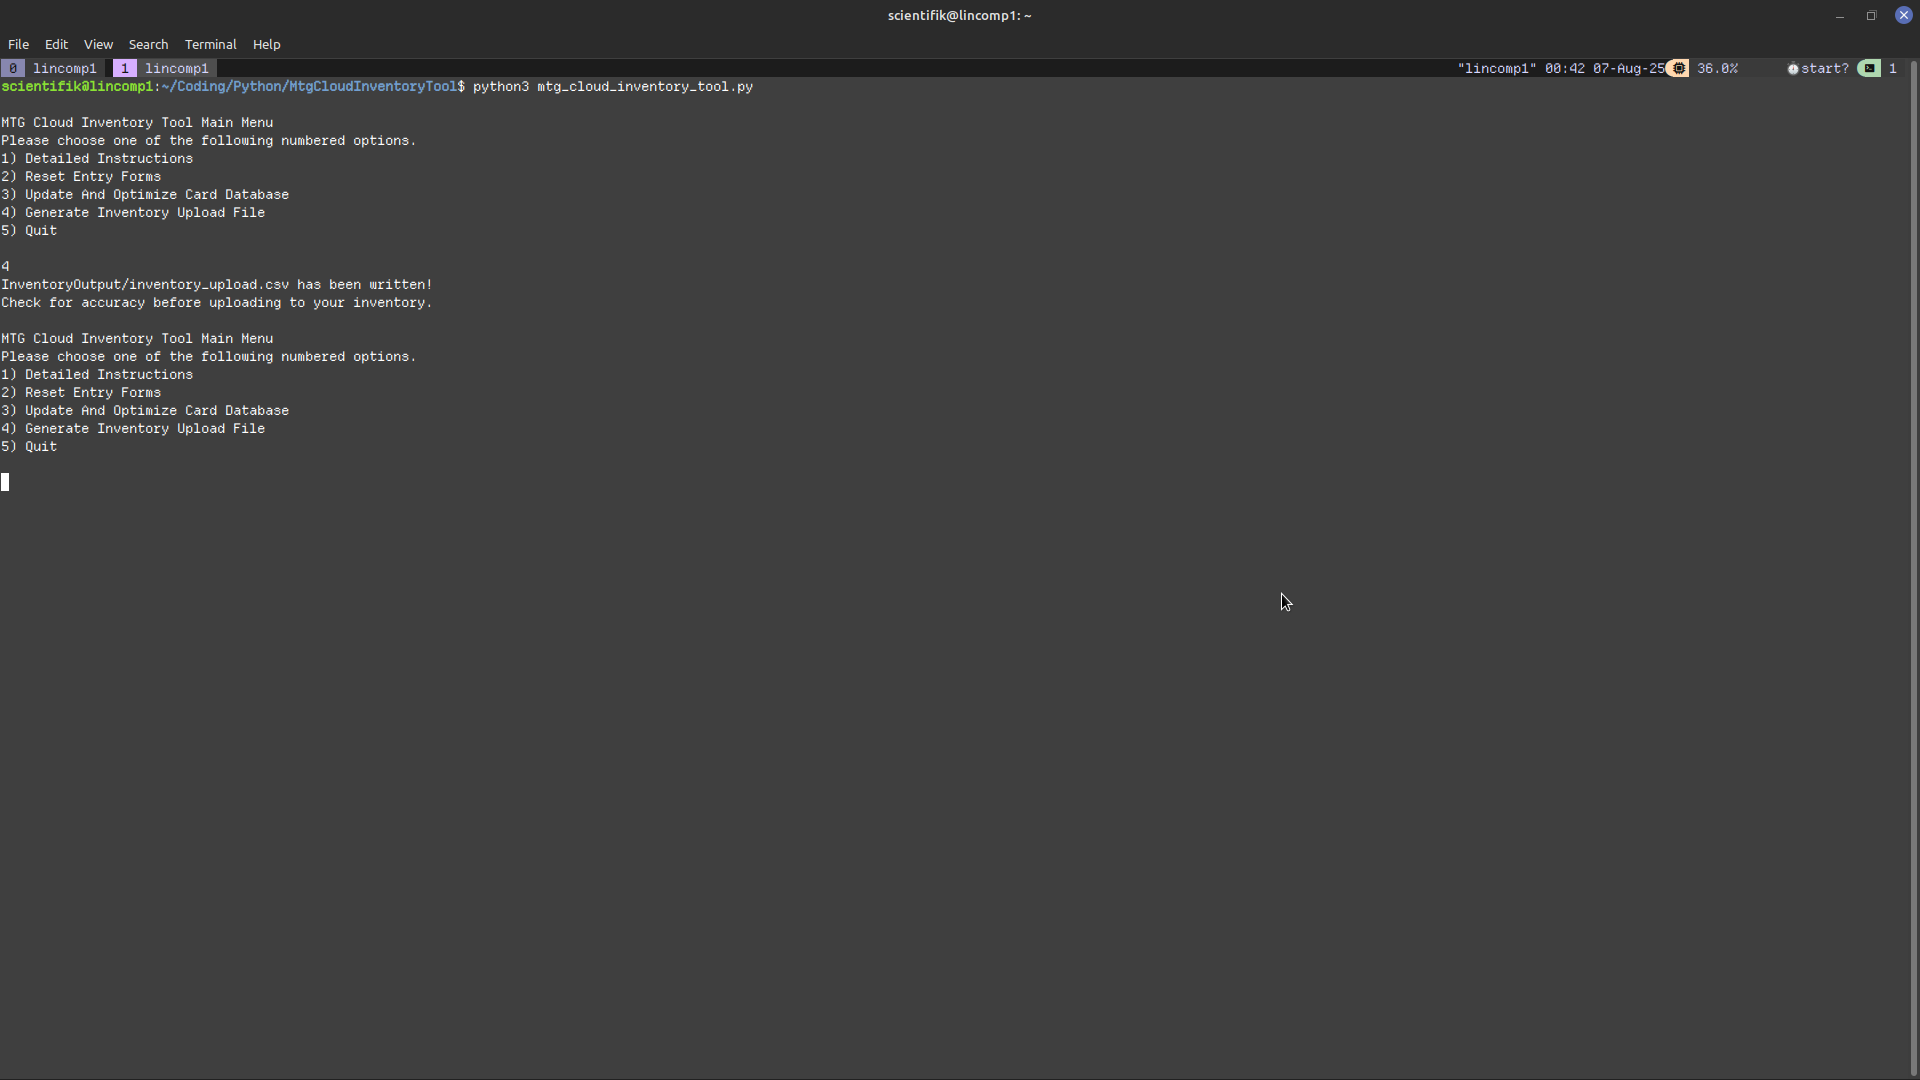 scientifik@lincomp1: ~
File Edit View Search Terminal Help
0 lincomp1 1 lincomp1 "lincomp1" 00:42 07-Aug-25 36.0% start? 1
scientifik@lincomp1:~/Coding/Python/MtgCloudInventoryTool$ python3 mtg_cloud_inventory_tool.py
MTG Cloud Inventory Tool Main Menu
Please choose one of the following numbered options.
1) Detailed Instructions
2) Reset Entry Forms
3) Update And Optimize Card Database
4) Generate Inventory Upload File
5) Quit
4
InventoryOutput/inventory_upload.csv has been written!
Check for accuracy before uploading to your inventory.
MTG Cloud Inventory Tool Main Menu
Please choose one of the following numbered options.
1) Detailed Instructions
2) Reset Entry Forms
3) Update And Optimize Card Database
4) Generate Inventory Upload File
5) Quit